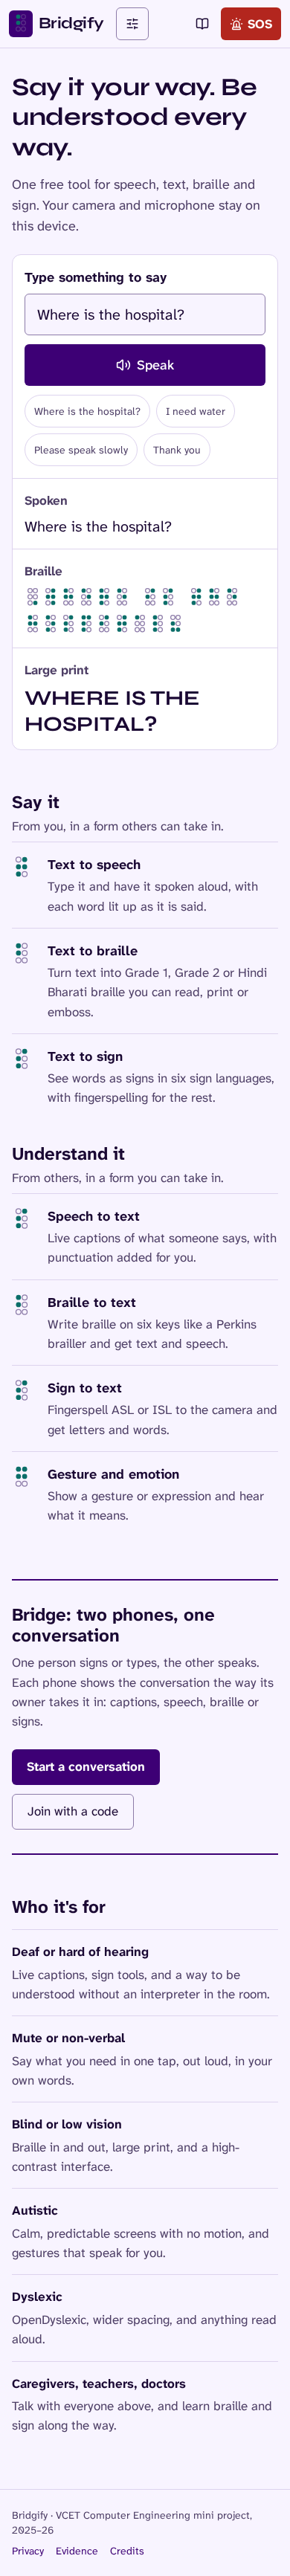 Bridgify
SOS
Say it your way. Be
understood every
way.
One free tool for speech, text, braille and
sign. Your camera and microphone stay on
this device.
Type something to say
Where is the hospital?
Speak
Where is the hospital?
I need water
Please speak slowly
Thank you
Spoken
Where is the hospital?
Braille
Large print
WHERE IS THE
HOSPITAL?
Say it
From you, in a form others can take in.
Text to speech
Type it and have it spoken aloud, with
each word lit up as it is said.
Text to braille
Turn text into Grade 1, Grade 2 or Hindi
Bharati braille you can read, print or
emboss.
Text to sign
See words as signs in six sign languages,
with fingerspelling for the rest.
Understand it
From others, in a form you can take in.
Speech to text
Live captions of what someone says, with
punctuation added for you.
Braille to text
Write braille on six keys like a Perkins
brailler and get text and speech.
Sign to text
Fingerspell ASL or ISL to the camera and
get letters and words.
Gesture and emotion
Show a gesture or expression and hear
what it means.
Bridge: two phones, one
conversation
One person signs or types, the other speaks.
Each phone shows the conversation the way its
owner takes it in: captions, speech, braille or
signs.
Start a conversation
Join with a code
Who it's for
Deaf or hard of hearing
Live captions, sign tools, and a way to be
understood without an interpreter in the room.
Mute or non-verbal
Say what you need in one tap, out loud, in your
own words.
Blind or low vision
Braille in and out, large print, and a high-
contrast interface.
Autistic
Calm, predictable screens with no motion, and
gestures that speak for you.
Dyslexic
OpenDyslexic, wider spacing, and anything read
aloud.
Caregivers, teachers, doctors
Talk with everyone above, and learn braille and
sign along the way.
Bridgify · VCET Computer Engineering mini project,
2025–26
Privacy
Evidence
Credits